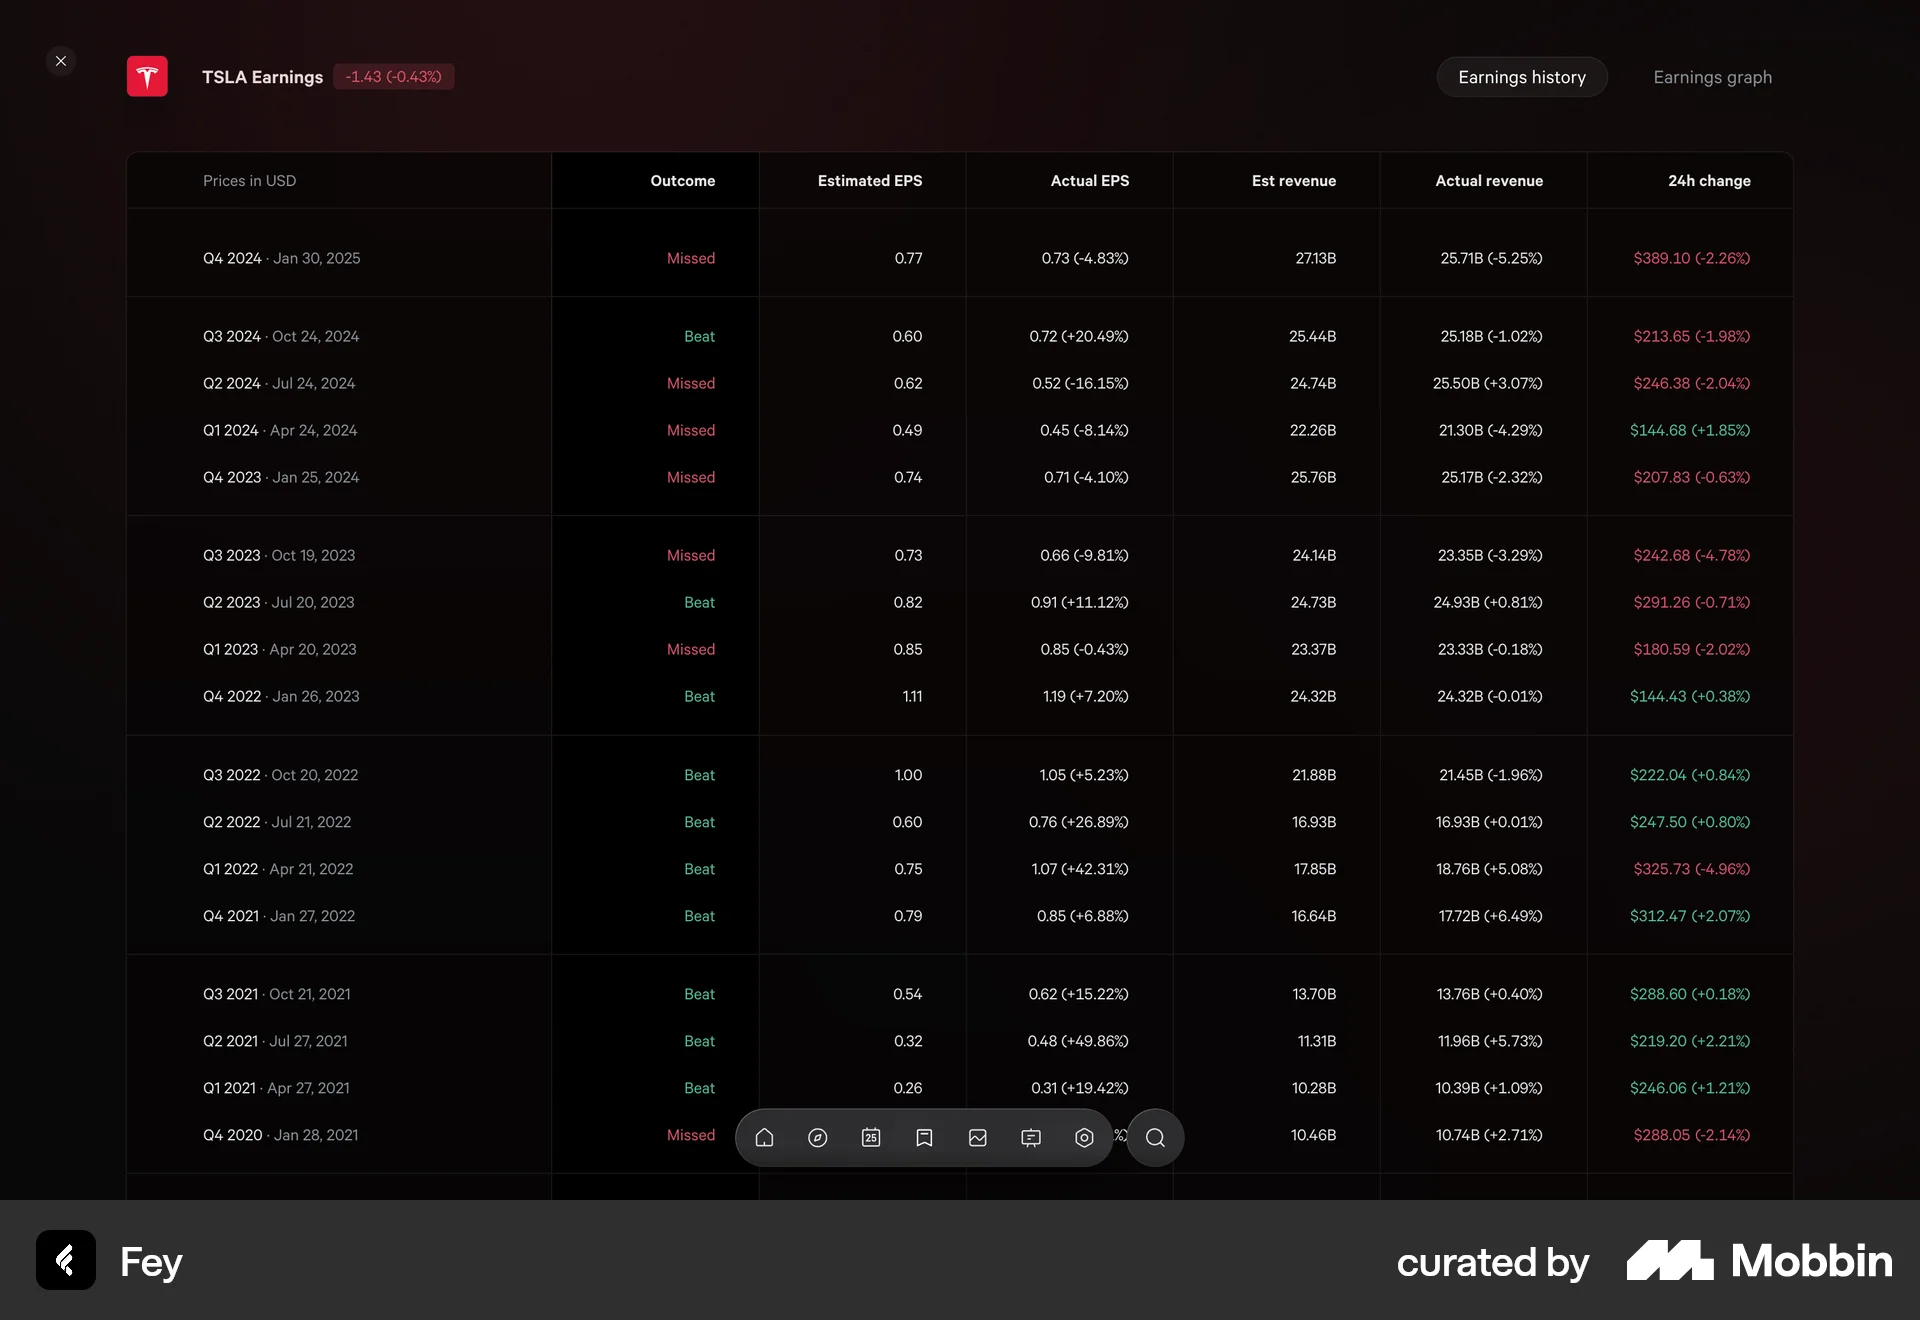 TSLA Earnings -1.43 (-0.43%) Earnings history Earnings graph
Prices in USD Outcome Estimated EPS Actual EPS Est revenue Actual revenue 24h change
Q4 2024 · Jan 30, 2025 Missed 0.77 0.73 (-4.83%) 27.13B 25.71B (-5.25%) $389.10 (-2.26%)
Q3 2024 · Oct 24, 2024 Beat 0.60 0.72 (+20.49%) 25.44B 25.18B (-1.02%) $213.65 (-1.98%)
Q2 2024 · Jul 24, 2024 Missed 0.62 0.52 (-16.15%) 24.74B 25.50B (+3.07%) $246.38 (-2.04%)
Q1 2024 · Apr 24, 2024 Missed 0.49 0.45 (-8.14%) 22.26B 21.30B (-4.29%) $144.68 (+1.85%)
Q4 2023 · Jan 25, 2024 Missed 0.74 0.71 (-4.10%) 25.76B 25.17B (-2.32%) $207.83 (-0.63%)
Q3 2023 · Oct 19, 2023 Missed 0.73 0.66 (-9.81%) 24.14B 23.35B (-3.29%) $242.68 (-4.78%)
Q2 2023 · Jul 20, 2023 Beat 0.82 0.91 (+11.12%) 24.73B 24.93B (+0.81%) $291.26 (-0.71%)
Q1 2023 · Apr 20, 2023 Missed 0.85 0.85 (-0.43%) 23.37B 23.33B (-0.18%) $180.59 (-2.02%)
Q4 2022 · Jan 26, 2023 Beat 1.11 1.19 (+7.20%) 24.32B 24.32B (-0.01%) $144.43 (+0.38%)
Q3 2022 · Oct 20, 2022 Beat 1.00 1.05 (+5.23%) 21.88B 21.45B (-1.96%) $222.04 (+0.84%)
Q2 2022 · Jul 21, 2022 Beat 0.60 0.76 (+26.89%) 16.93B 16.93B (+0.01%) $247.50 (+0.80%)
Q1 2022 · Apr 21, 2022 Beat 0.75 1.07 (+42.31%) 17.85B 18.76B (+5.08%) $325.73 (-4.96%)
Q4 2021 · Jan 27, 2022 Beat 0.79 0.85 (+6.88%) 16.64B 17.72B (+6.49%) $312.47 (+2.07%)
Q3 2021 · Oct 21, 2021 Beat 0.54 0.62 (+15.22%) 13.70B 13.76B (+0.40%) $288.60 (+0.18%)
Q2 2021 · Jul 27, 2021 Beat 0.32 0.48 (+49.86%) 11.31B 11.96B (+5.73%) $219.20 (+2.21%)
Q1 2021 · Apr 27, 2021 Beat 0.26 0.31 (+19.42%) 10.28B 10.39B (+1.09%) $246.06 (+1.21%)
Q4 2020 · Jan 28, 2021 Missed 25 %) 10.46B 10.74B (+2.71%) $288.05 (-2.14%)
Fey curated by Mobbin